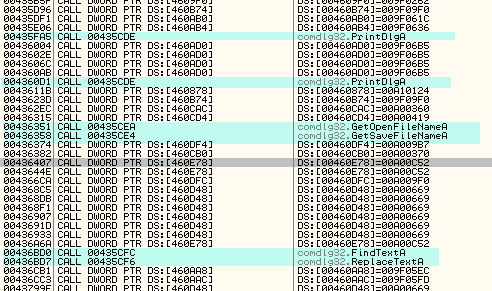 00435D96 CALL DWORD PTR DS:[460B74] DS:[00460B74]=009F09F0
00435DF1 CALL DWORD PTR DS:[460AB0] DS:[00460AB0]=009F061C
00435E06 CALL DWORD PTR DS:[460AB4] DS:[00460AB4]=009F0636
00435FA5 CALL 00435CDE comdlg32.PrintDlgA
00436004 CALL DWORD PTR DS:[460AD0] DS:[00460AD0]=009F06B5
0043602E CALL DWORD PTR DS:[460AD0] DS:[00460AD0]=009F06B5
0043606C CALL DWORD PTR DS:[460AD0] DS:[00460AD0]=009F06B5
004360AB CALL DWORD PTR DS:[460AD0] DS:[00460AD0]=009F06B5
004360D1 CALL 00435CDE comdlg32.PrintDlgA
0043611B CALL DWORD PTR DS:[460878] DS:[00460878]=00A10124
0043623D CALL DWORD PTR DS:[460B74] DS:[00460B74]=009F09F0
004362EC CALL DWORD PTR DS:[460CAC] DS:[00460CAC]=00A00360
00436315 CALL DWORD PTR DS:[460CD4] DS:[00460CD4]=00A00419
00436351 CALL 00435CEA comdlg32.GetOpenFileNameA
00436358 CALL 00435CE4 comdlg32.GetSaveFileNameA
00436374 CALL DWORD PTR DS:[460DF4] DS:[00460DF4]=00A009B7
00436382 CALL DWORD PTR DS:[460CB0] DS:[00460CB0]=00A00370
00436407 CALL DWORD PTR DS:[460E78] DS:[00460E78]=00A00C52
0043644E CALL DWORD PTR DS:[460E78] DS:[00460E78]=00A00C52
004366CA CALL DWORD PTR
004368C5 CALL DWORD PTR DS:[460D48] DS:[00460D48]=00A00669
004368DB CALL DWORD PTR DS:[460D48] DS:[00460D48]=00A00669
004368F1 CALL DWORD PTR DS:[460D48] DS:[00460D48]=00A00669
00436907 CALL DWORD PTR DS:[460D48] DS:[00460D48]=00A00669
0043691D CALL DWORD PTR DS:[460D48] DS:[00460D48]=00A00669
00436933 CALL DWORD PTR DS:[460D48] DS:[00460D48]=00A00669
00436A6A CALL DWORD PTR DS:[460E78] DS:[00460E78]=00A00C52
00436BD0 CALL 00435CFC comdlg32.FindTextA
00436BD7 CALL 00435CF6 comdlg32.ReplaceTextA
00436CB1 CALL DWORD PTR DS:[460AA8] DS:[00460AA8]=009F05EC
00436CC3 CALL DWORD PTR DS:[460AAC] DS:[00460AAC]=009F05FD